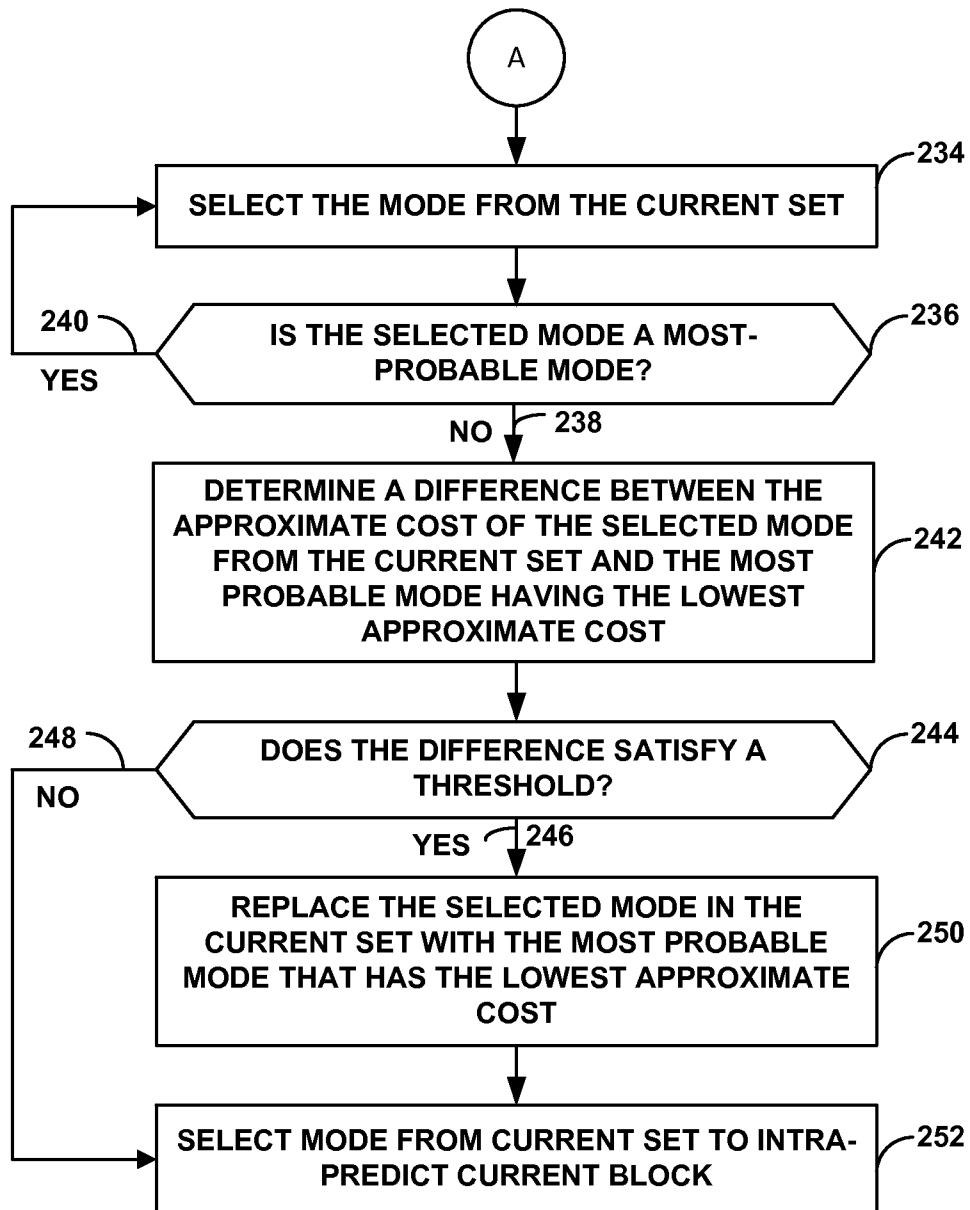 A
234
SELECT THE MODE FROM THE CURRENT SET
240
IS THE SELECTED MODE A MOST-
PROBABLE MODE?
236
YES
NO
238
DETERMINE A DIFFERENCE BETWEEN THE
APPROXIMATE COST OF THE SELECTED MODE
FROM THE CURRENT SET AND THE MOST
PROBABLE MODE HAVING THE LOWEST
APPROXIMATE COST
242
248
DOES THE DIFFERENCE SATISFY A
THRESHOLD?
244
NO
YES
246
REPLACE THE SELECTED MODE IN THE
CURRENT SET WITH THE MOST PROBABLE
MODE THAT HAS THE LOWEST APPROXIMATE
COST
250
SELECT MODE FROM CURRENT SET TO INTRA-
PREDICT CURRENT BLOCK
252